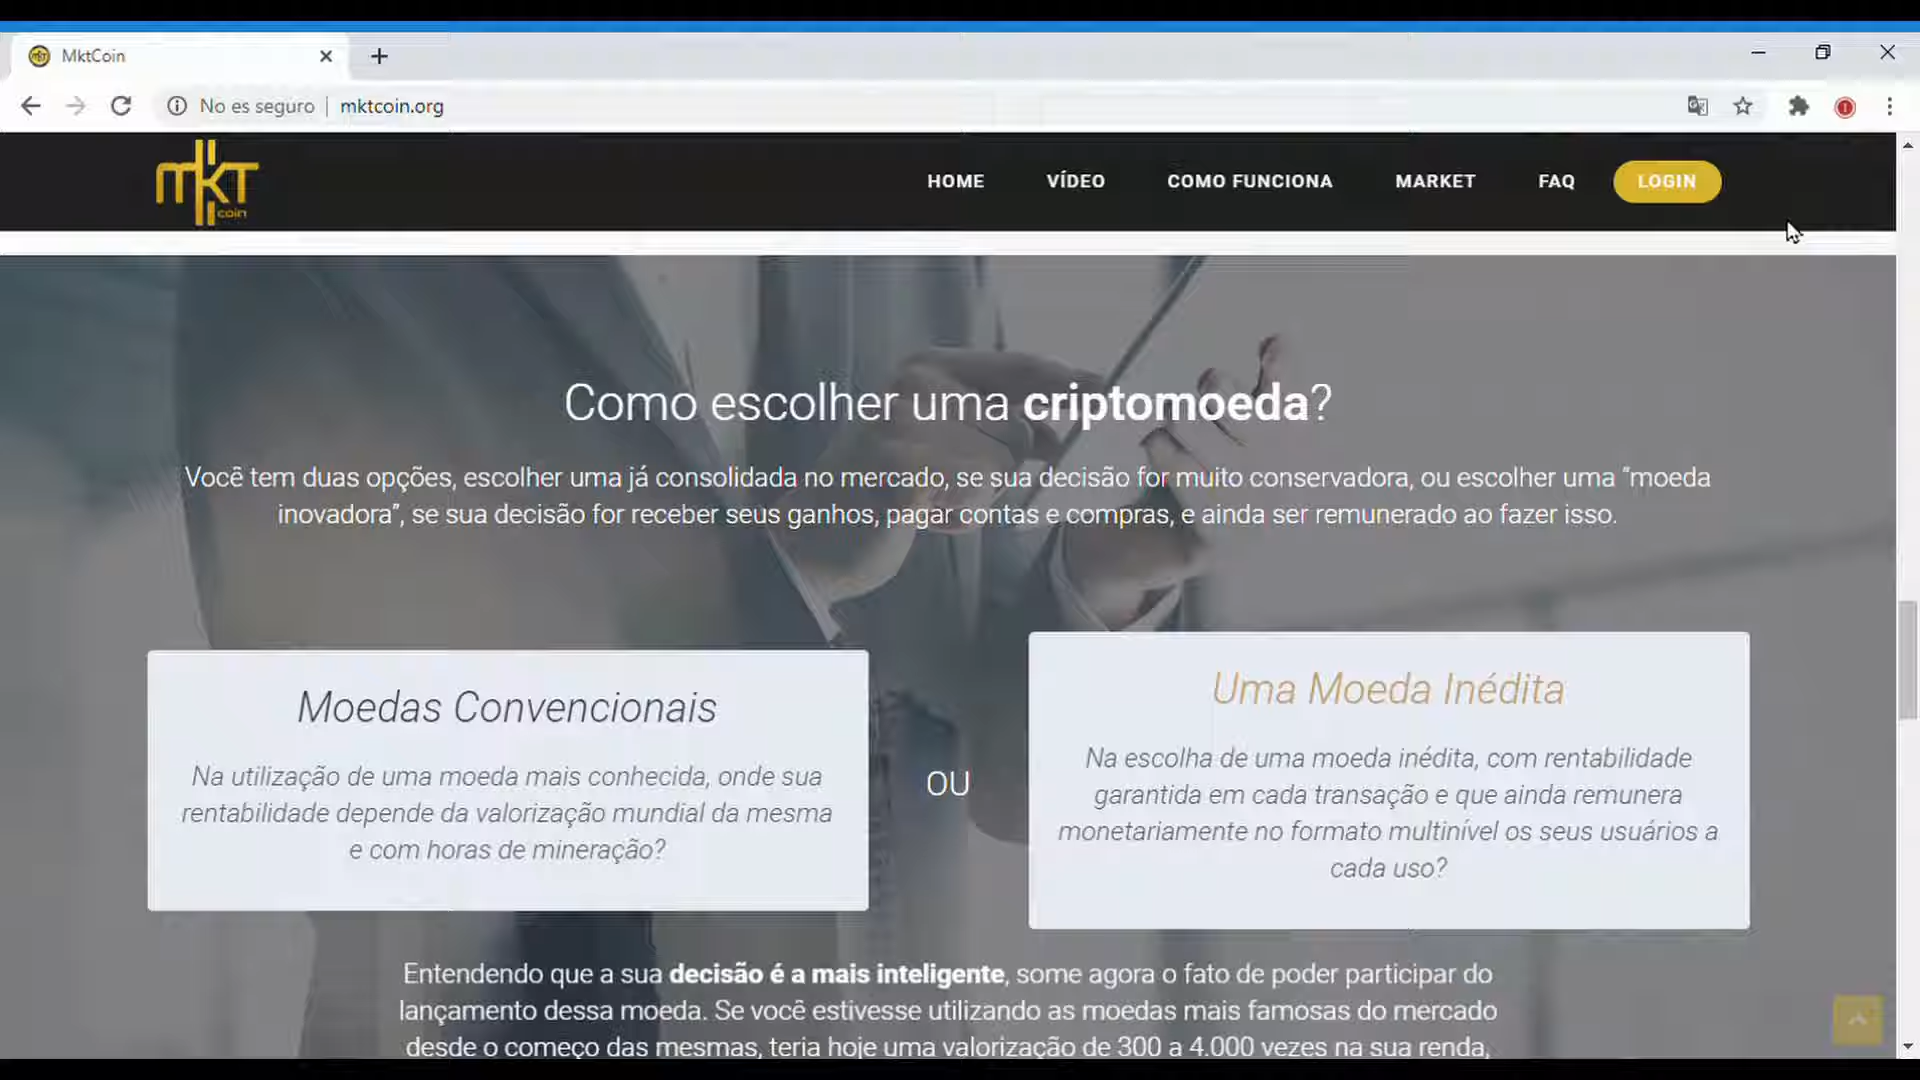 MktCoin
No es seguro
mktcoin.org
mkt
coin
HOME
VÍDEO
COMO FUNCIONA
MARKET
FAQ
LOGIN
Como escolher uma criptomoeda?
Você tem duas opções, escolher uma já consolidada no mercado, se sua decisão for muito conservadora, ou escolher uma "moeda
inovadora", se sua decisão for receber seus ganhos, pagar contas e compras, e ainda ser remunerado ao fazer isso.
Moedas Convencionais
Na utilização de uma moeda mais conhecida, onde sua
rentabilidade depende da valorização mundial da mesma
e com horas de mineração?
OU
Uma Moeda Inédita
Na escolha de uma moeda inédita, com rentabilidade
garantida em cada transação e que ainda remunera
monetariamente no formato multinível os seus usuários a
cada uso?
Entendendo que a sua decisão é a mais inteligente, some agora o fato de poder participar do
lançamento dessa moeda. Se você estivesse utilizando as moedas mais famosas do mercado
desde o começo das mesmas, teria hoje uma valorização de 300 a 4.000 vezes na sua renda,